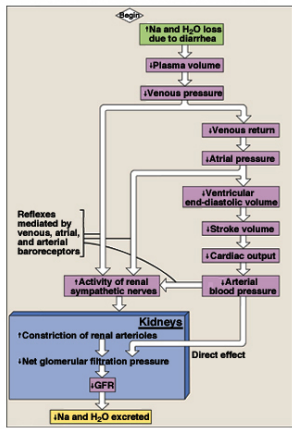 Begin
↑Na and H₂O loss
due to diarrhea
↓Plasma volume
↓Venous pressure
↓Venous return
↓Atrial pressure
↓Ventricular
end-diastolic volume
Reflexes
mediated by
venous, atrial,
and arterial
baroreceptors
↓Stroke volume
↓Cardiac output
↑Activity of renal
sympathetic nerves
↓Arterial
blood pressure
Kidneys
↑Constriction of renal arterioles
↓Net glomerular filtration pressure
Direct effect
↓GFR
↓Na and H₂O excreted